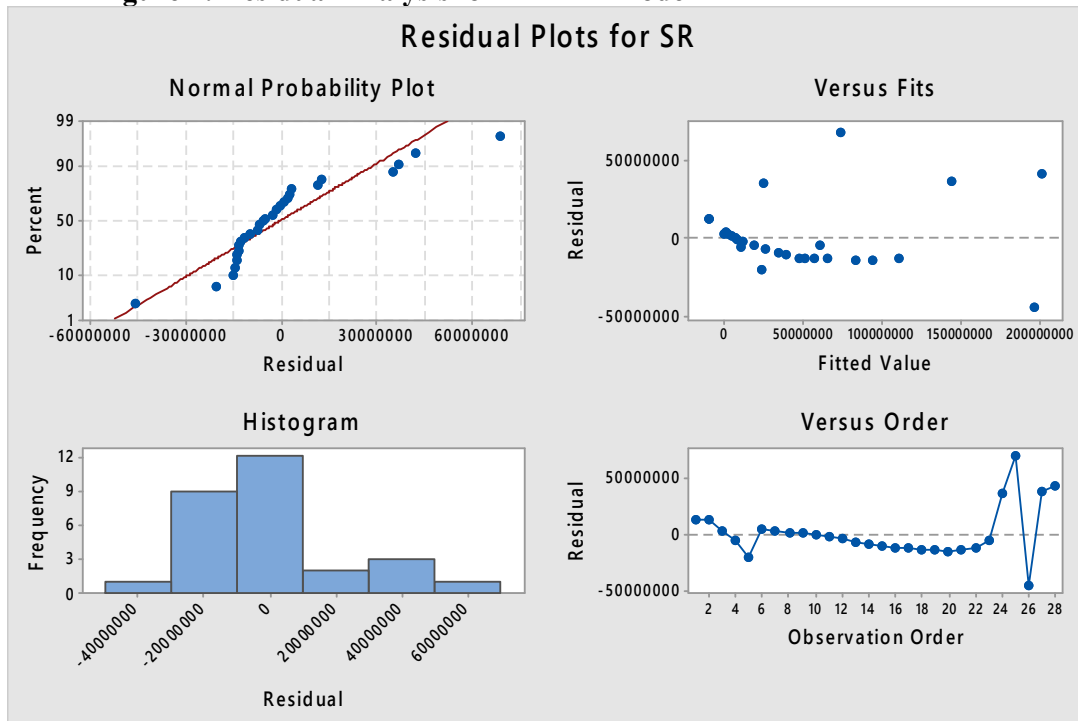 Residual Plots for SR
Normal Probability Plot
Versus Fits
Percent
99
90
50
10
1
-60000000 -30000000 0 30000000 60000000
Residual
Residual
50000000
0
-50000000
0 50000000 100000000 150000000 200000000
Fitted Value
Histogram
Versus Order
Frequency
12
9
6
3
0
-40000000 -20000000 0 20000000 40000000 60000000
Residual
Residual
50000000
0
-50000000
2 4 6 8 10 12 14 16 18 20 22 24 26 28
Observation Order